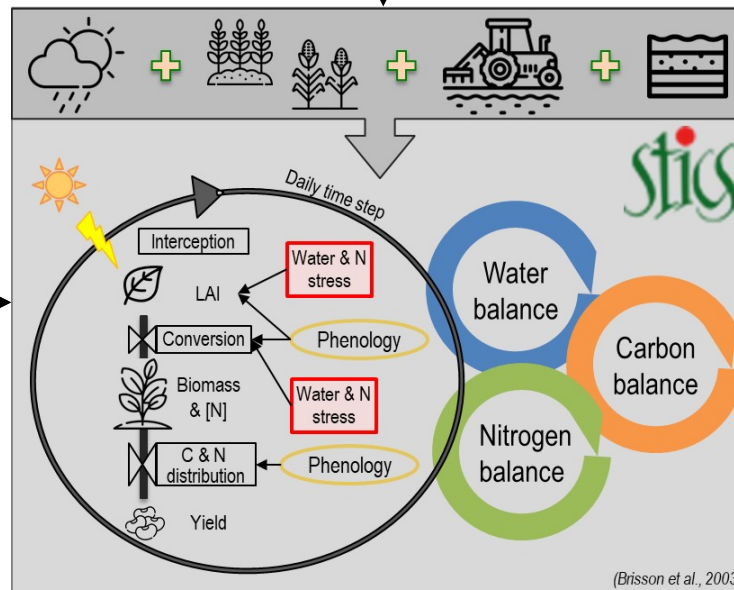 stics
Daily time step
Interception
Water & N
stress
LAI
Conversion
Phenology
Biomass
& [N]
Water & N
stress
C & N
distribution
Phenology
Yield
Water
balance
Carbon
balance
Nitrogen
balance
(Brisson et al., 2003